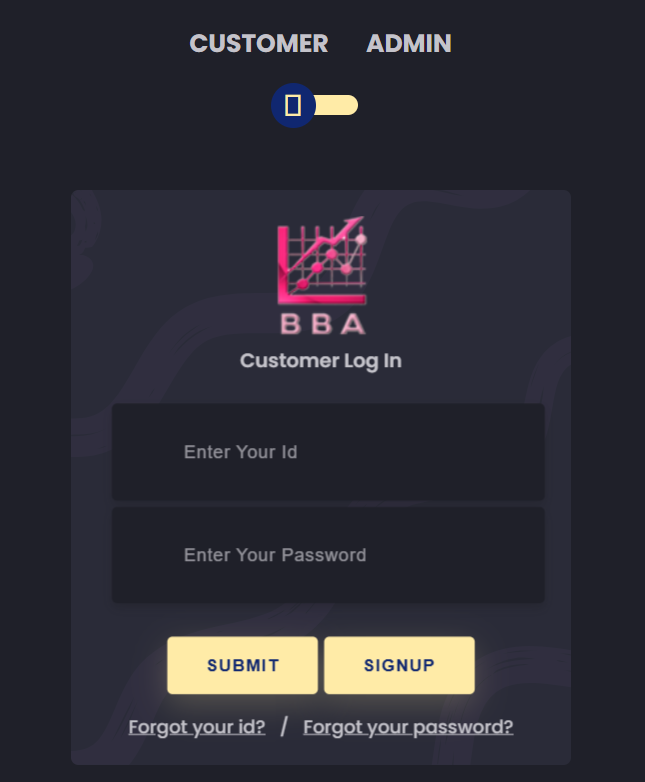 CUSTOMER ADMIN
BBA
Customer Log In
Enter Your Id
Enter Your Password
SUBMIT SIGNUP
Forgot your id? / Forgot your password?